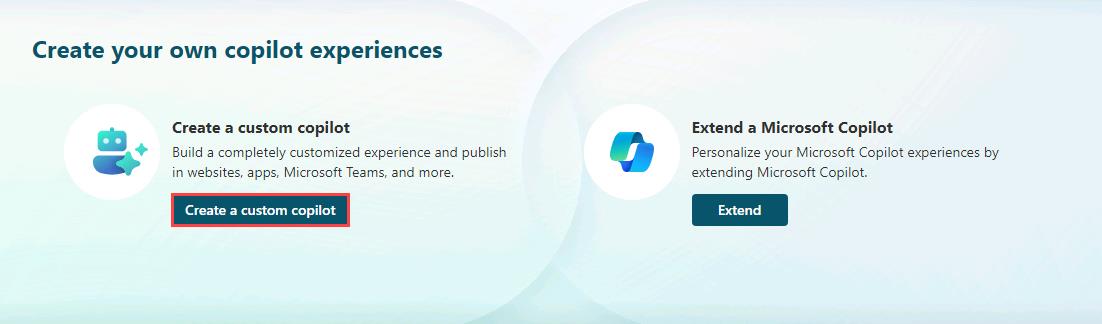 Create your own copilot experiences
Create a custom copilot
Build a completely customized experience and publish
in websites, apps, Microsoft Teams, and more.
Create a custom copilot
Extend a Microsoft Copilot
Personalize your Microsoft Copilot experiences by
extending Microsoft Copilot.
Extend